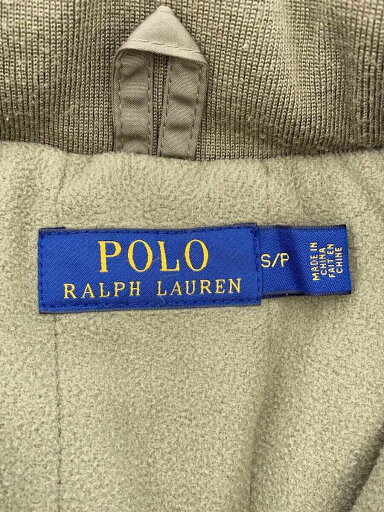 POLO
RALPH LAUREN
S/P
MADE IN
CHINA
FAIT EN
CHINE